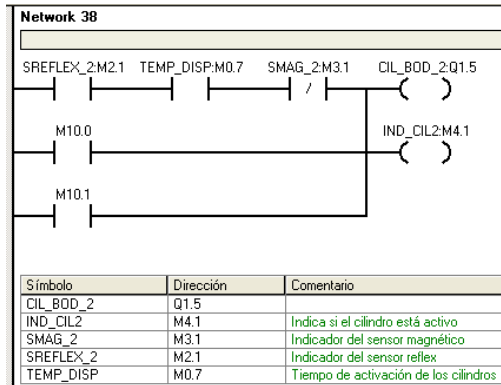 Network 38
SREFLEX_2:M2.1 TEMP_DISP:M0.7 SMAG_2:M3.1 CIL_BOD_2:Q1.5
/
M10.0 IND_CIL2:M4.1
M10.1
Símbolo Dirección Comentario
CIL_BOD_2 Q1.5
IND_CIL2 M4.1 Indica si el cilindro está activo
SMAG_2 M3.1 Indicador del sensor magnético
SREFLEX_2 M2.1 Indicador del sensor reflex
TEMP_DISP M0.7 Tiempo de activación de los cilindros